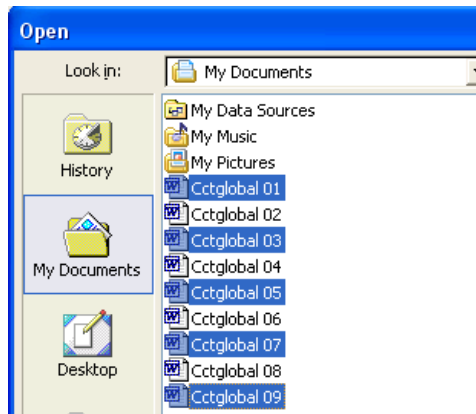 Open
Look in:
My Documents
History
My Documents
Desktop
My Data Sources
My Music
My Pictures
Cctglobal 01
Cctglobal 02
Cctglobal 03
Cctglobal 04
Cctglobal 05
Cctglobal 06
Cctglobal 07
Cctglobal 08
Cctglobal 09